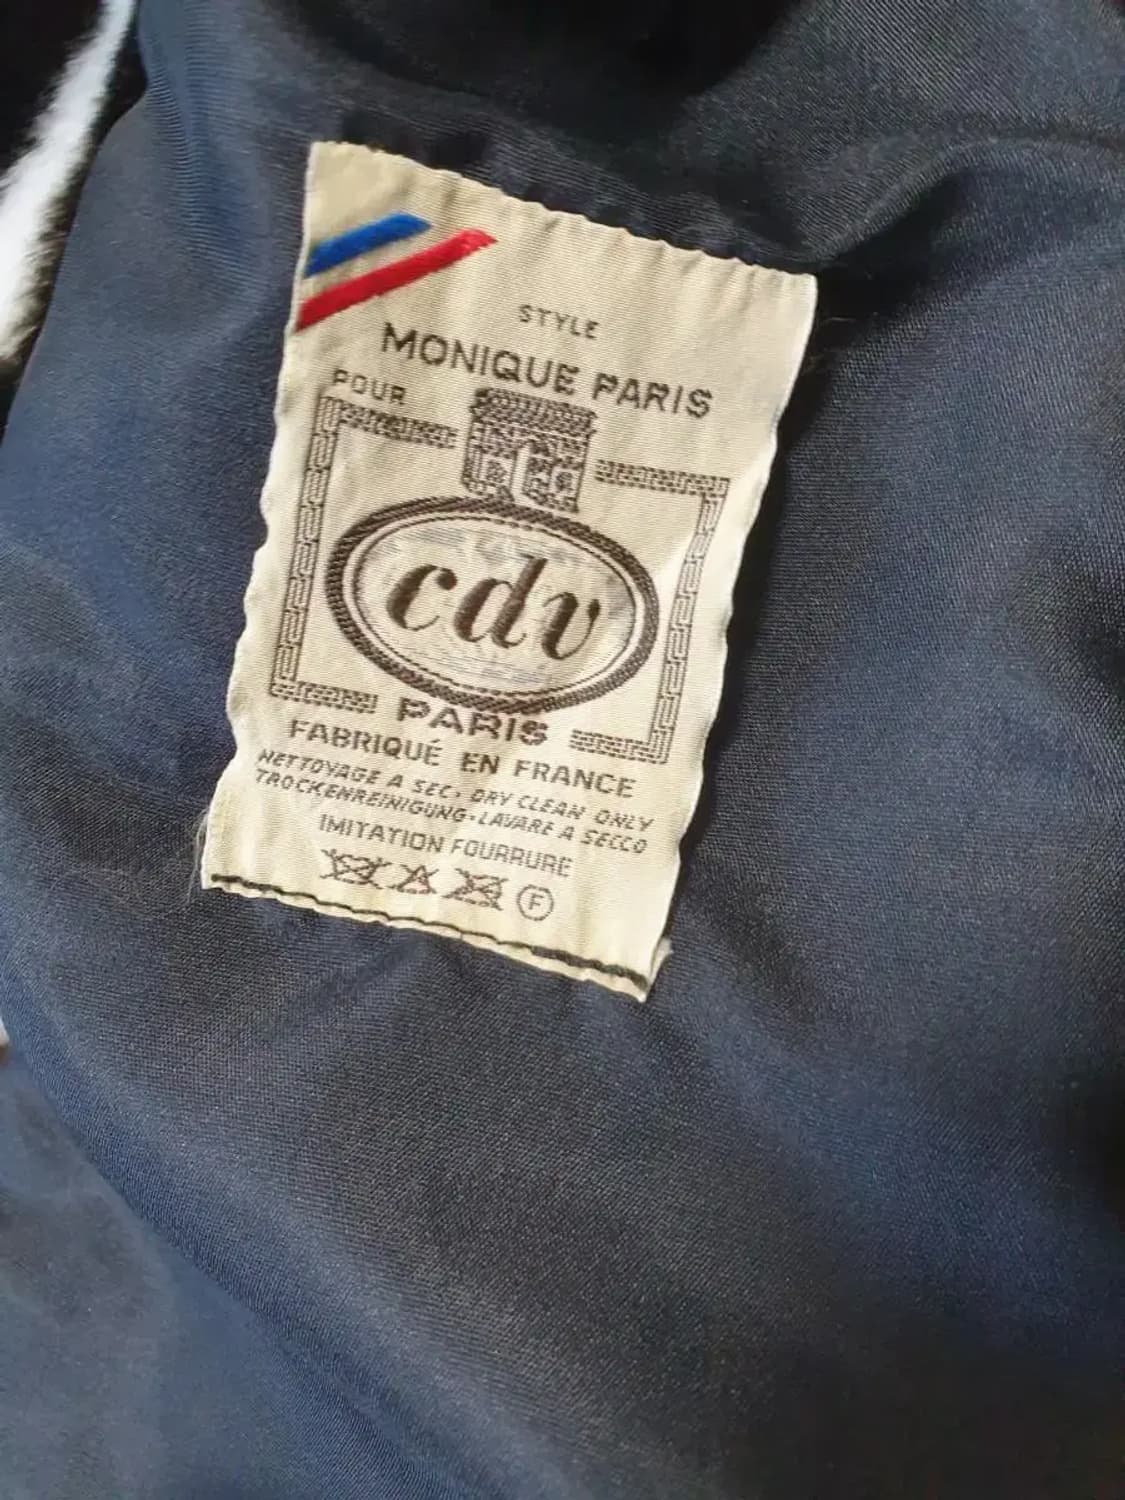 STYLE
MONIQUE PARIS
POUR
cdv
PARIS
FABRIQUÉ EN FRANCE
NETTOYAGE A SEC · DRY CLEAN ONLY
TROCKENREINIGUNG · LAVARE A SECCO
IMITATION FOURRURE
F